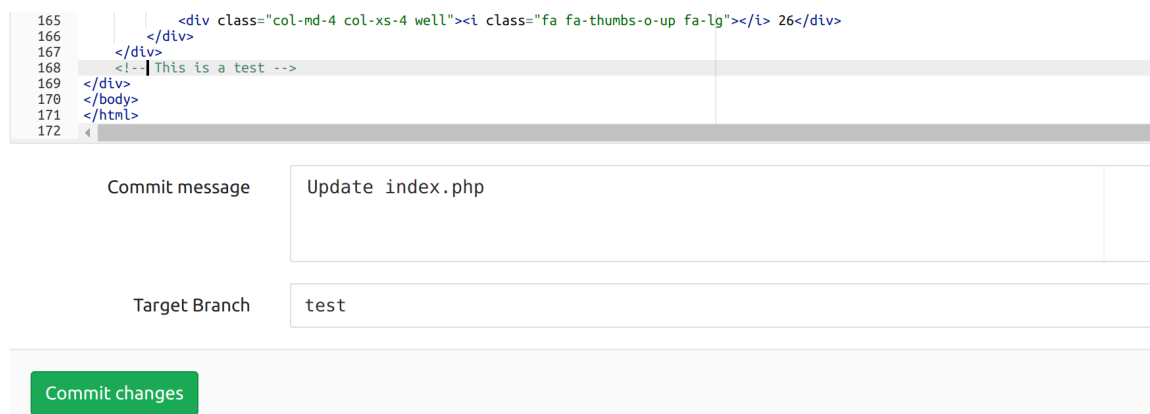 165 <div class="col-md-4 col-xs-4 well"><i class="fa fa-thumbs-o-up fa-lg"></i> 26</div>
166 </div>
167 </div>
168 <!-- This is a test -->
169 </div>
170 </body>
171 </html>
172
Commit message
Update index.php
Target Branch
test
Commit changes